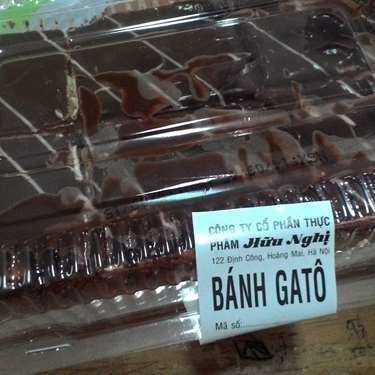 CÔNG TY CỔ PHẦN THỰC
PHẨM Hữu Nghị
122 Định Công, Hoàng Mai, Hà Nội
BÁNH GATÔ
Mã số: